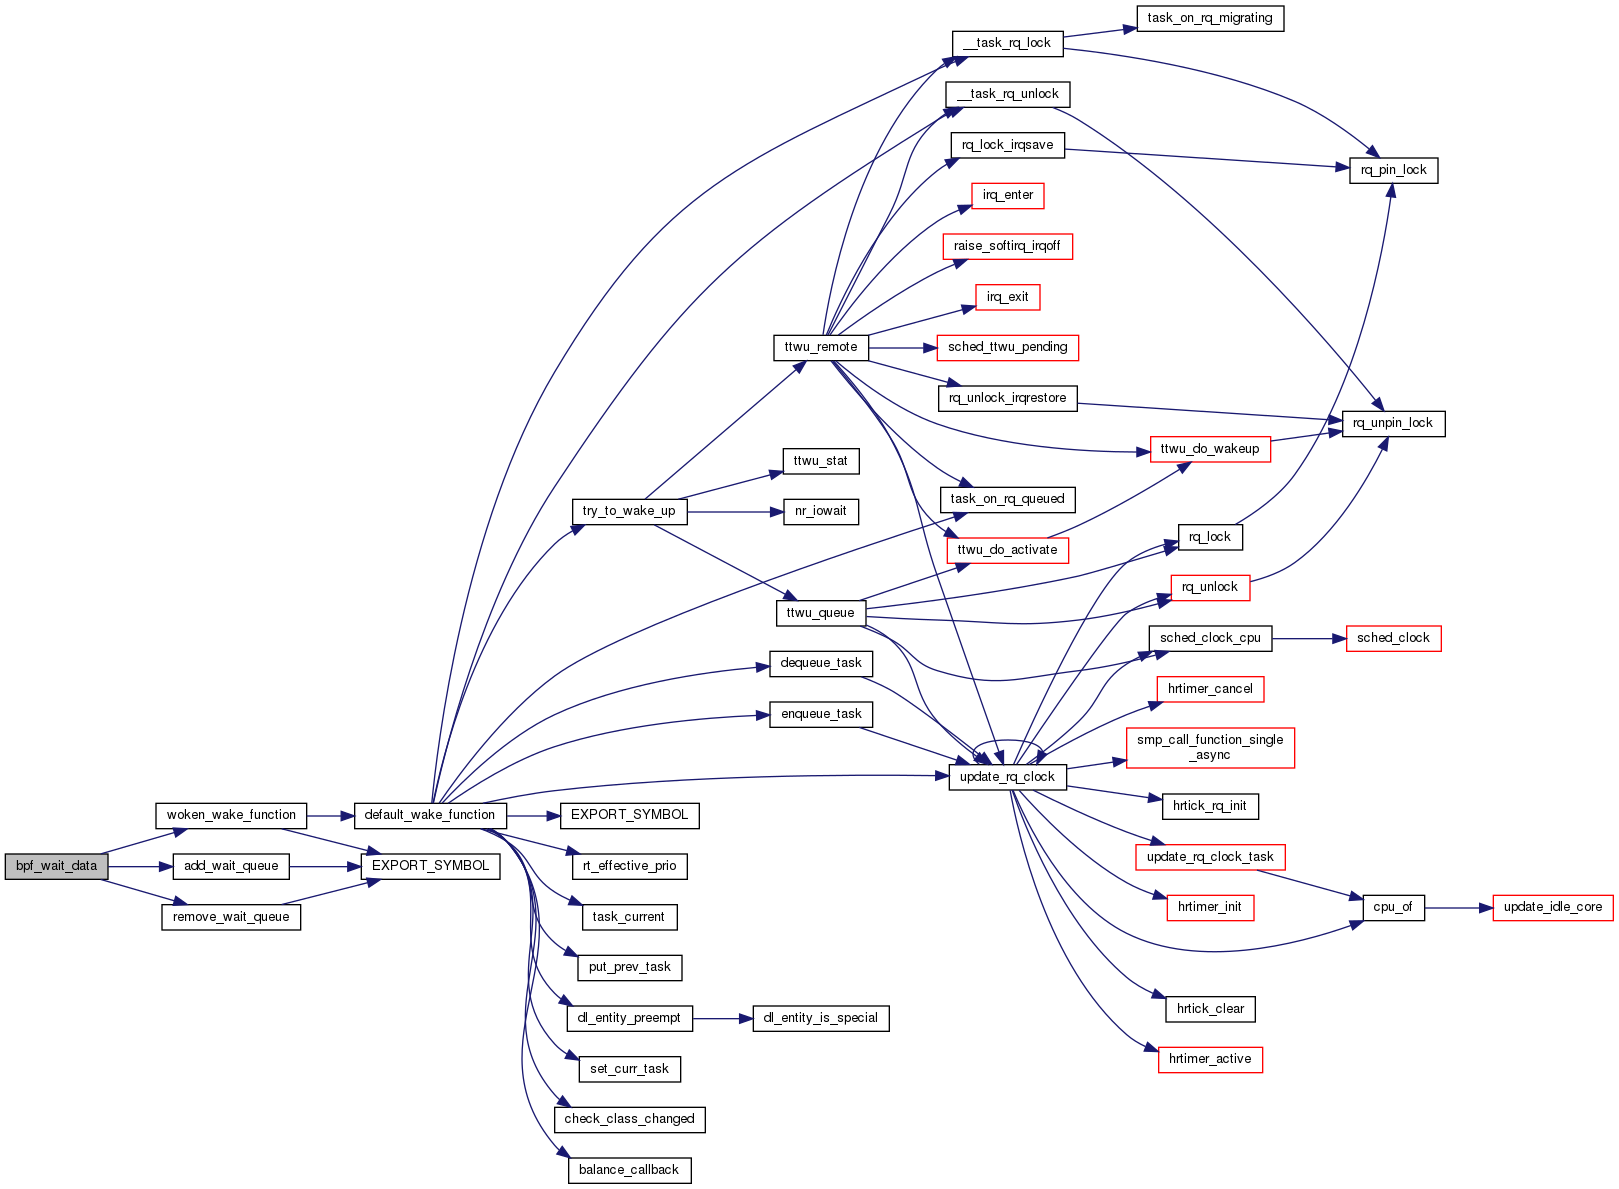 task_on_rq_migrating
__task_rq_lock
__task_rq_unlock
rq_lock_irqsave
rq_pin_lock
irq_enter
raise_softirq_irqoff
irq_exit
ttwu_remote
sched_ttwu_pending
rq_unlock_irqrestore
rq_unpin_lock
ttwu_do_wakeup
ttwu_stat
task_on_rq_queued
try_to_wake_up
nr_iowait
rq_lock
ttwu_do_activate
rq_unlock
ttwu_queue
sched_clock_cpu
sched_clock
dequeue_task
hrtimer_cancel
enqueue_task
smp_call_function_single
_async
update_rq_clock
hrtick_rq_init
woken_wake_function
default_wake_function
EXPORT_SYMBOL
update_rq_clock_task
bpf_wait_data
add_wait_queue
EXPORT_SYMBOL
rt_effective_prio
hrtimer_init
cpu_of
update_idle_core
remove_wait_queue
task_current
put_prev_task
hrtick_clear
dl_entity_preempt
dl_entity_is_special
hrtimer_active
set_curr_task
check_class_changed
balance_callback